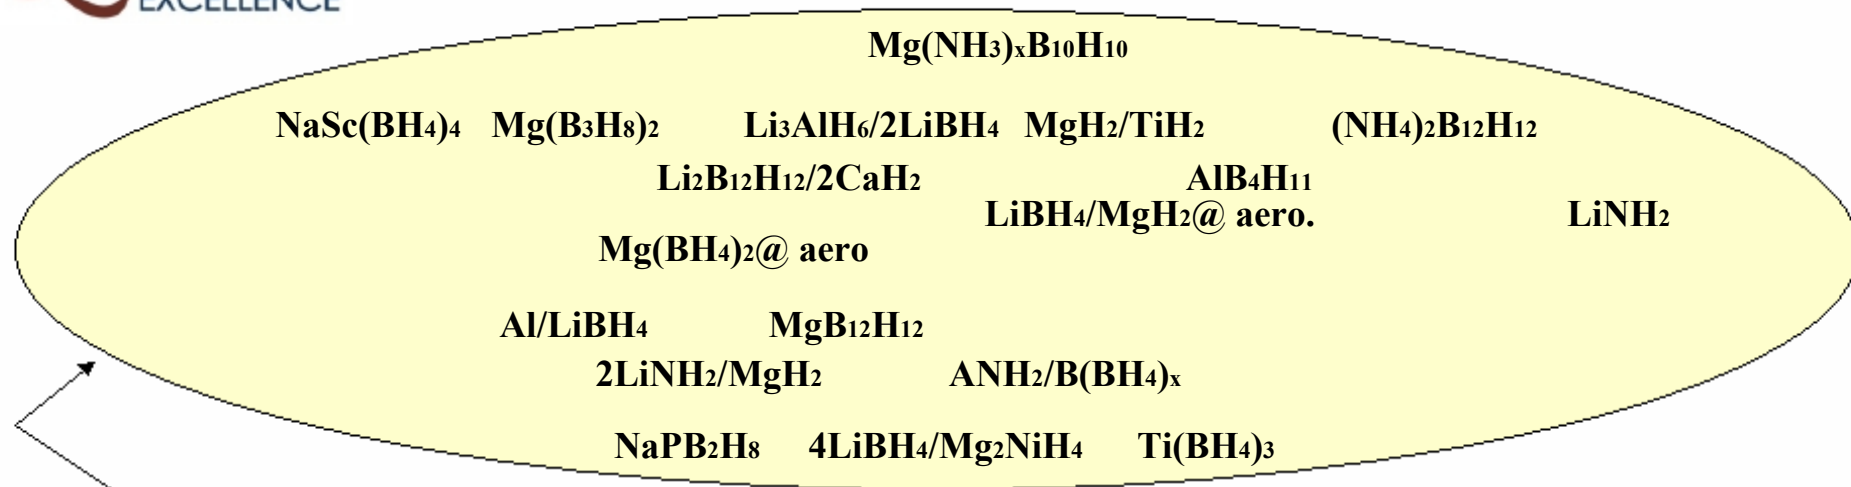 EXCELLENCE
Mg(NH₃)ₓB₁₀H₁₀
NaSc(BH₄)₄ Mg(B₃H₈)₂ Li₃AlH₆/2LiBH₄ MgH₂/TiH₂ (NH₄)₂B₁₂H₁₂
Li₂B₁₂H₁₂/2CaH₂ AlB₄H₁₁
LiBH₄/MgH₂@ aero. LiNH₂
Mg(BH₄)₂@ aero
Al/LiBH₄ MgB₁₂H₁₂
2LiNH₂/MgH₂ ANH₂/B(BH₄)ₓ
NaPB₂H₈ 4LiBH₄/Mg₂NiH₄ Ti(BH₄)₃